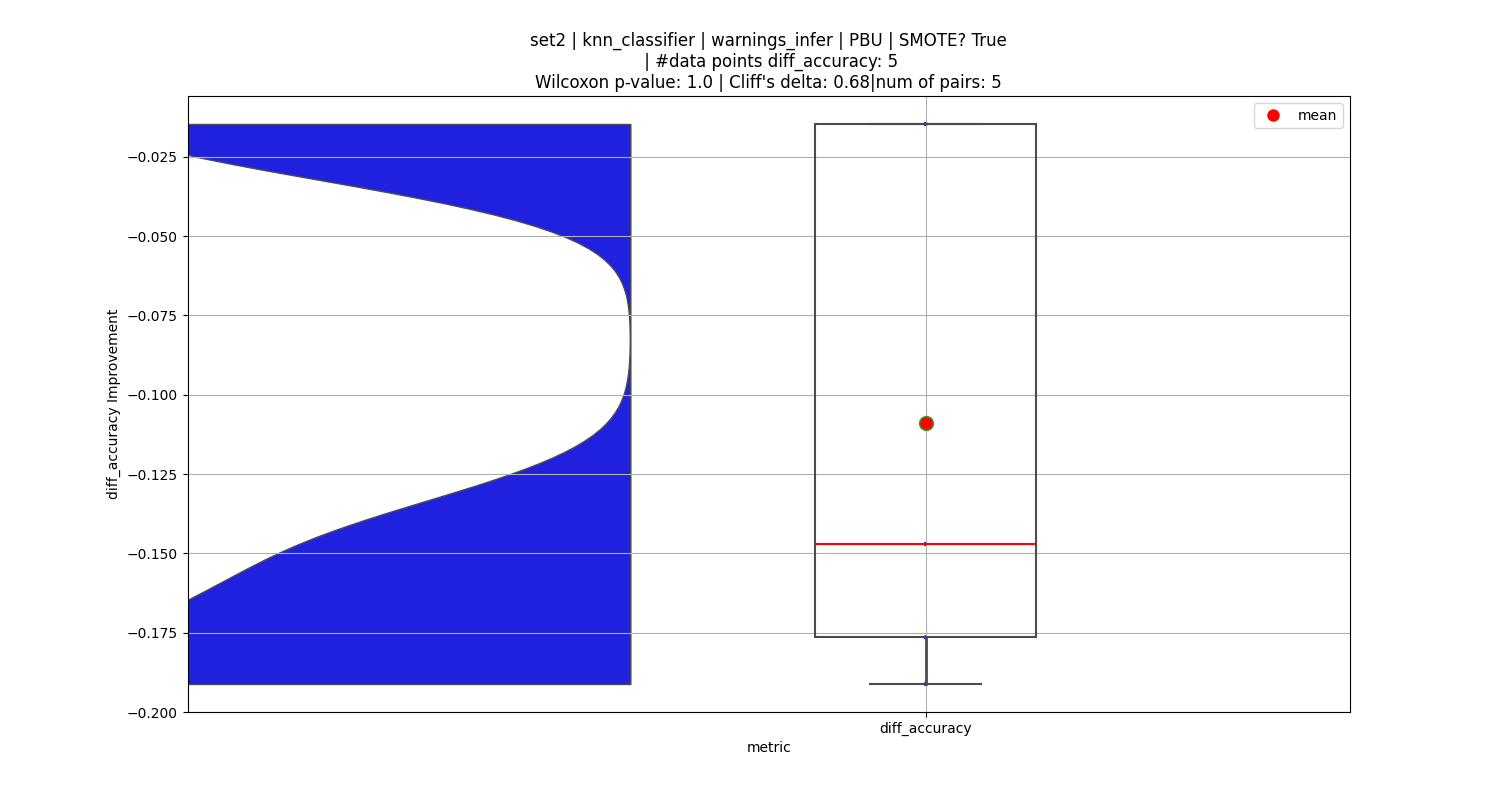 set2 | knn_classifier | warnings_infer | PBU | SMOTE? True
| #data points diff_accuracy: 5
Wilcoxon p-value: 1.0 | Cliff's delta: 0.68|num of pairs: 5
mean
−0.025
−0.050
−0.075
−0.100
−0.125
−0.150
−0.175
−0.200
diff_accuracy Improvement
diff_accuracy
metric